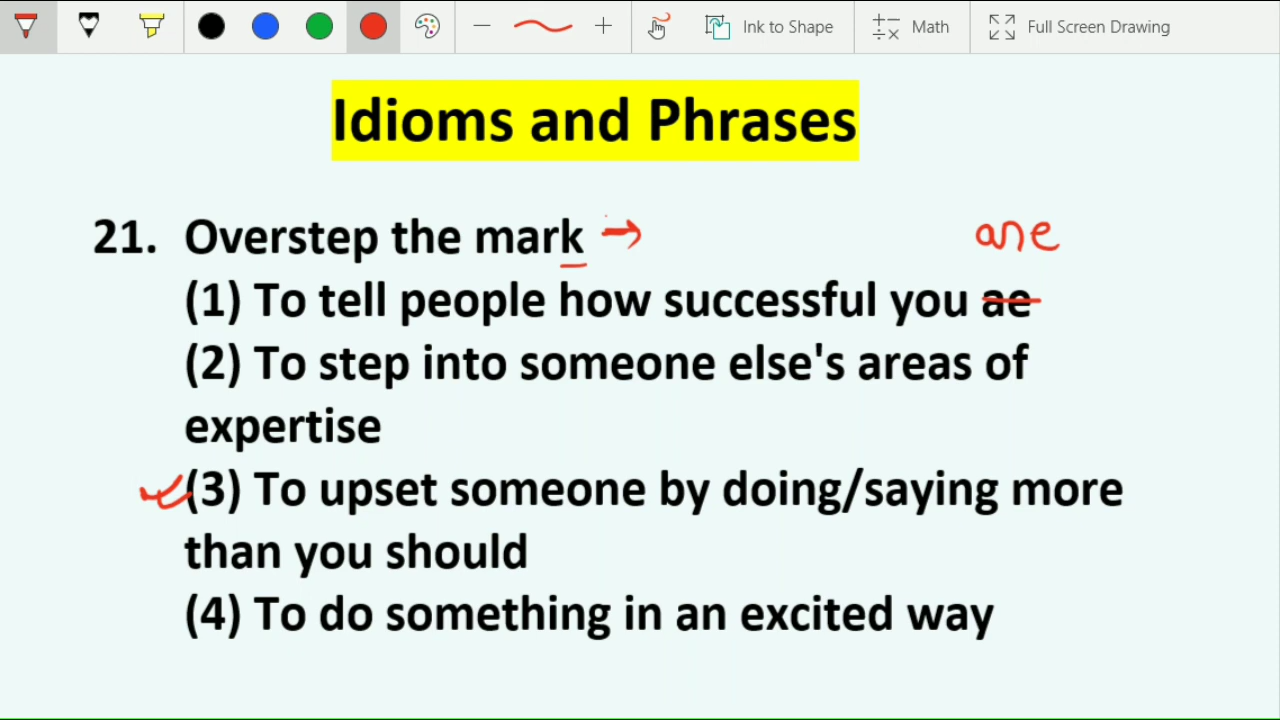 Ink to Shape Math Full Screen Drawing
Idioms and Phrases
21. Overstep the mark →
are
(1) To tell people how successful you ae
(2) To step into someone else's areas of
expertise
(3) To upset someone by doing/saying more
than you should
(4) To do something in an excited way